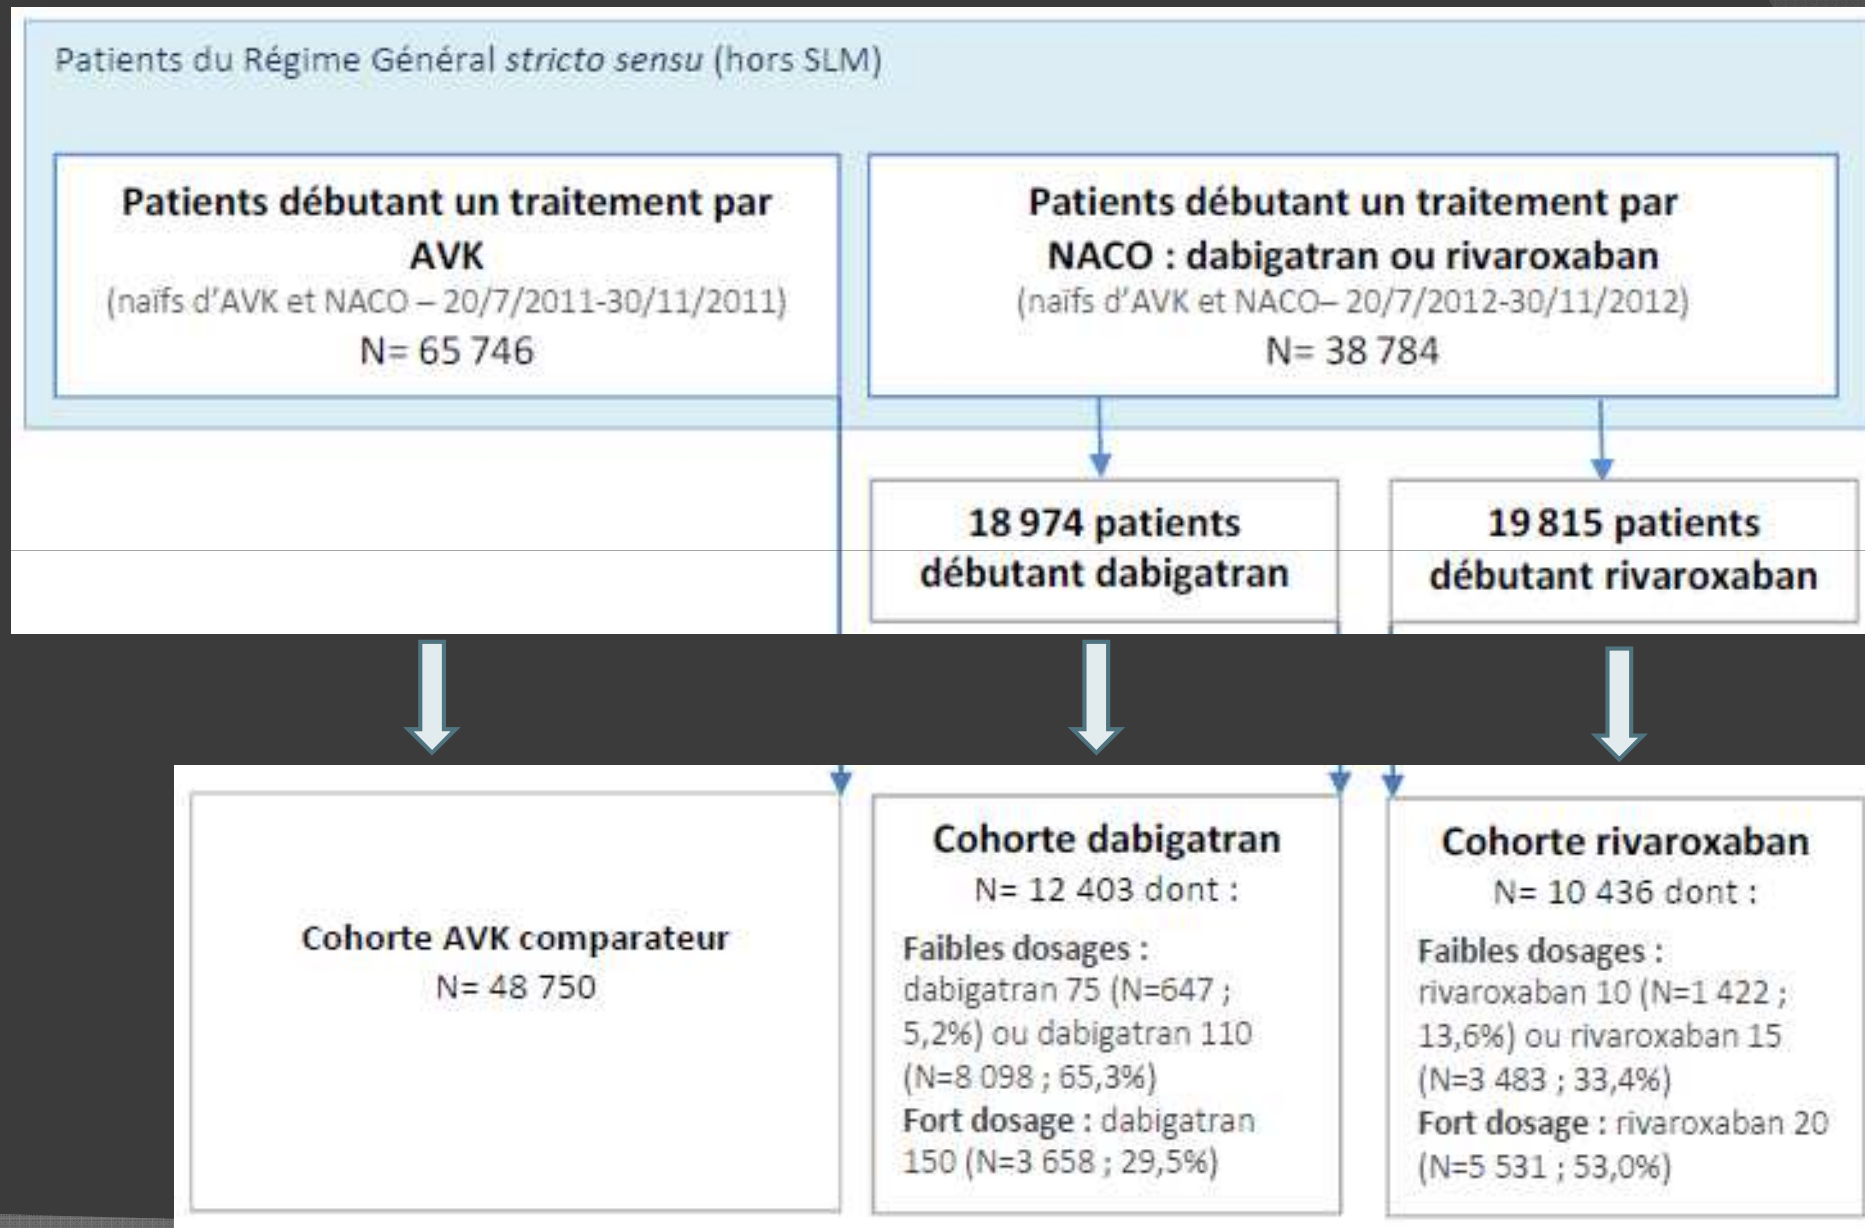 Patients du Régime Général stricto sensu (hors SLM)
Patients débutant un traitement par
AVK
(naïfs d'AVK et NACO – 20/7/2011-30/11/2011)
N= 65 746
Patients débutant un traitement par
NACO : dabigatran ou rivaroxaban
(naïfs d'AVK et NACO– 20/7/2012-30/11/2012)
N= 38 784
18 974 patients
débutant dabigatran
19 815 patients
débutant rivaroxaban
Cohorte AVK comparateur
N= 48 750
Cohorte dabigatran
N= 12 403 dont :
Faibles dosages :
dabigatran 75 (N=647 ;
5,2%) ou dabigatran 110
(N=8 098 ; 65,3%)
Fort dosage : dabigatran
150 (N=3 658 ; 29,5%)
Cohorte rivaroxaban
N= 10 436 dont :
Faibles dosages :
rivaroxaban 10 (N=1 422 ;
13,6%) ou rivaroxaban 15
(N=3 483 ; 33,4%)
Fort dosage : rivaroxaban 20
(N=5 531 ; 53,0%)